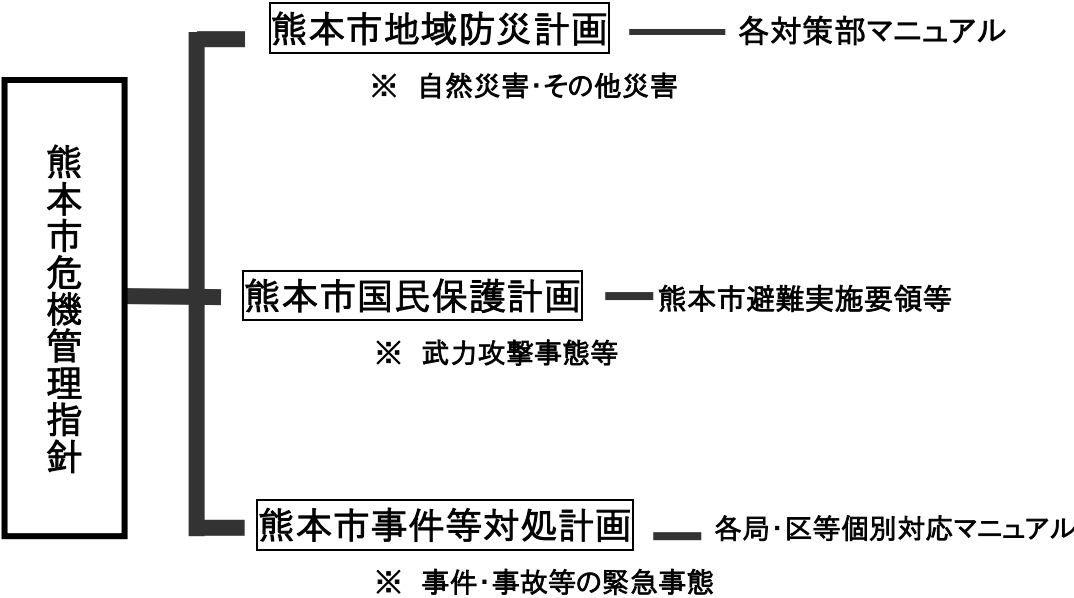 熊本市危機管理指針
熊本市地域防災計画 各対策部マニュアル
※ 自然災害・その他災害
熊本市国民保護計画 熊本市避難実施要領等
※ 武力攻撃事態等
熊本市事件等対処計画 各局・区等個別対応マニュアル
※ 事件・事故等の緊急事態